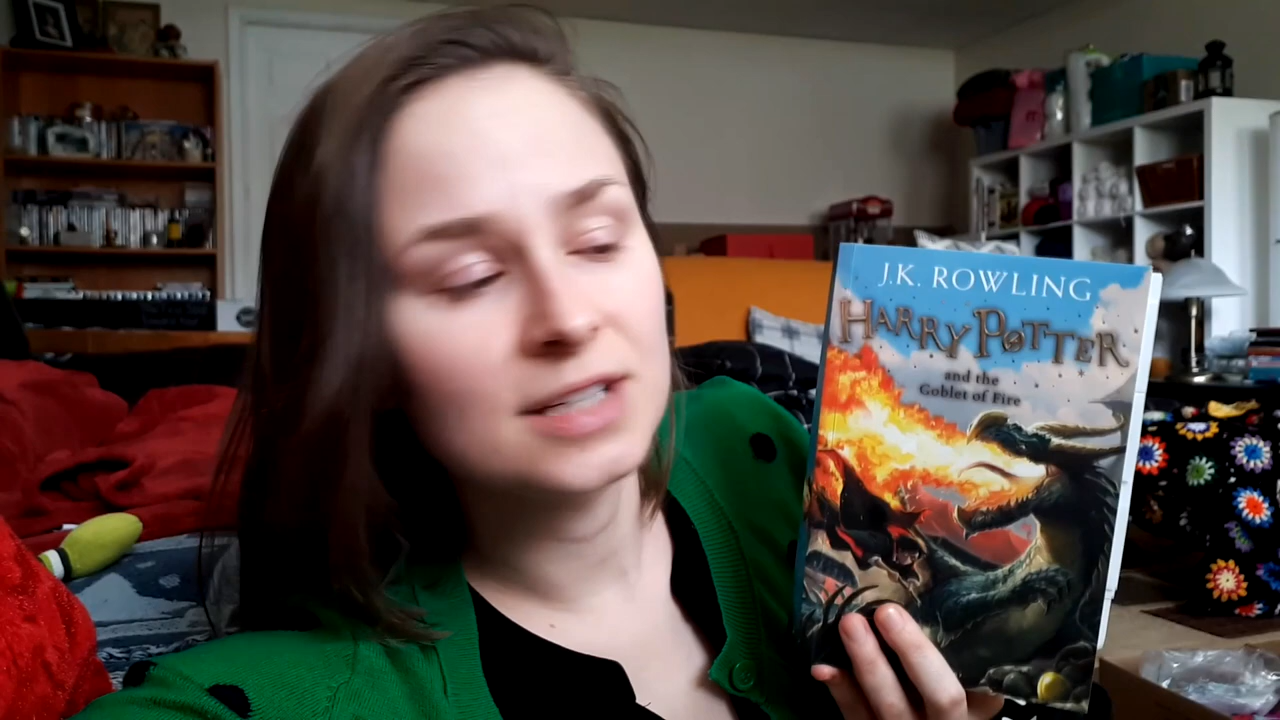 J.K. ROWLING
HARRY POTTER
and the
Goblet of Fire